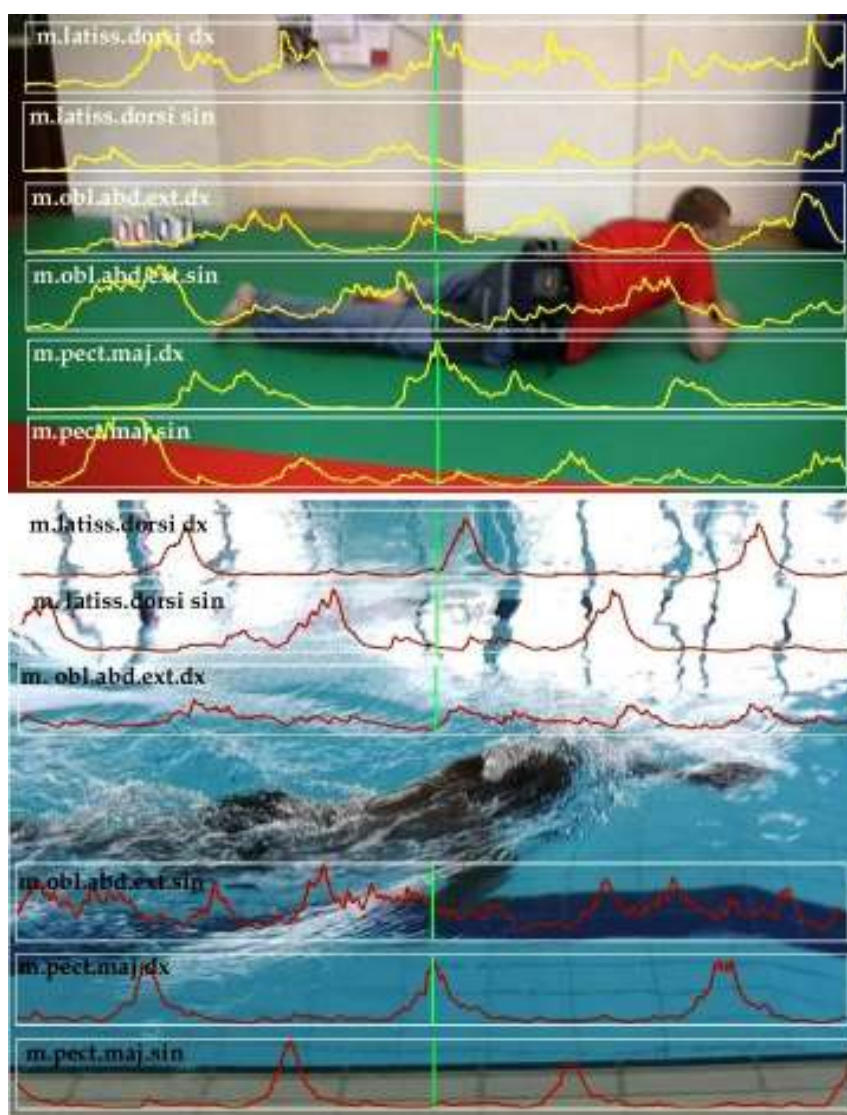 m.latiss.dorsi dx
m.latiss.dorsi sin
m.obl.abd.ext.dx
m.obl.abd.ext.sin
m.pect.maj.dx
m.pect.maj.sin
m.latiss.dorsi dx
m. latiss.dorsi sin
m. obl.abd.ext.dx
m.obl.abd.ext.sin
m.pect.maj.dx
m.pect.maj.sin